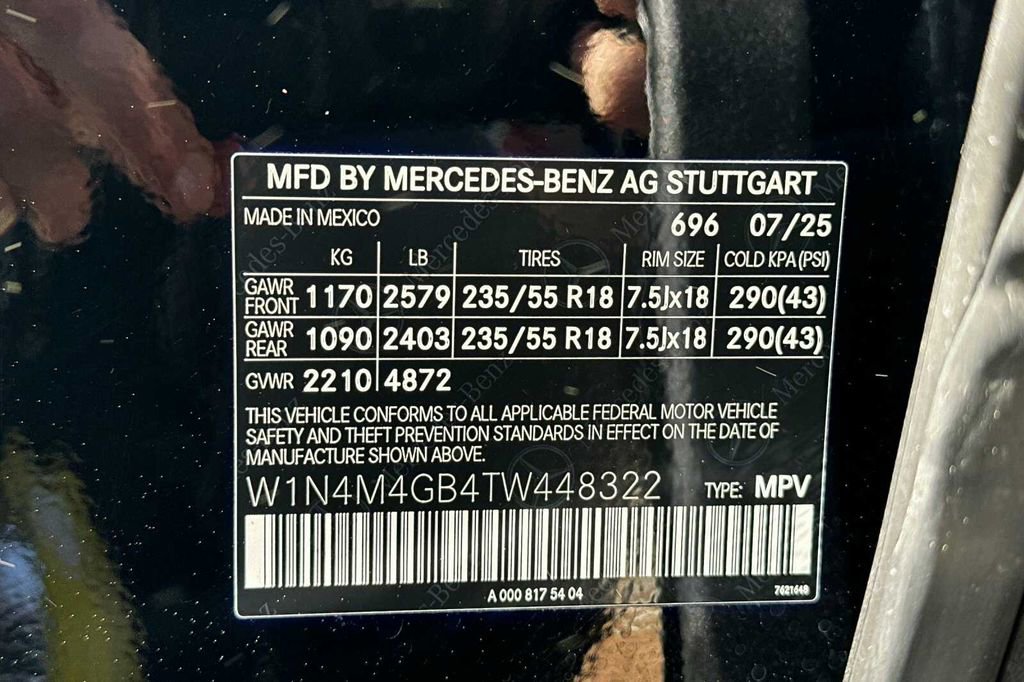 MFD BY MERCEDES-BENZ AG STUTTGART
MADE IN MEXICO 696 07/25
KG LB TIRES RIM SIZE COLD KPA (PSI)
GAWR FRONT 1170 2579 235/55 R18 7.5Jx18 290(43)
GAWR REAR 1090 2403 235/55 R18 7.5Jx18 290(43)
GVWR 2210 4872
THIS VEHICLE CONFORMS TO ALL APPLICABLE FEDERAL MOTOR VEHICLE
SAFETY AND THEFT PREVENTION STANDARDS IN EFFECT ON THE DATE OF
MANUFACTURE SHOWN ABOVE.
W1N4M4GB4TW448322 TYPE: MPV
A 000 817 54 04 7621648